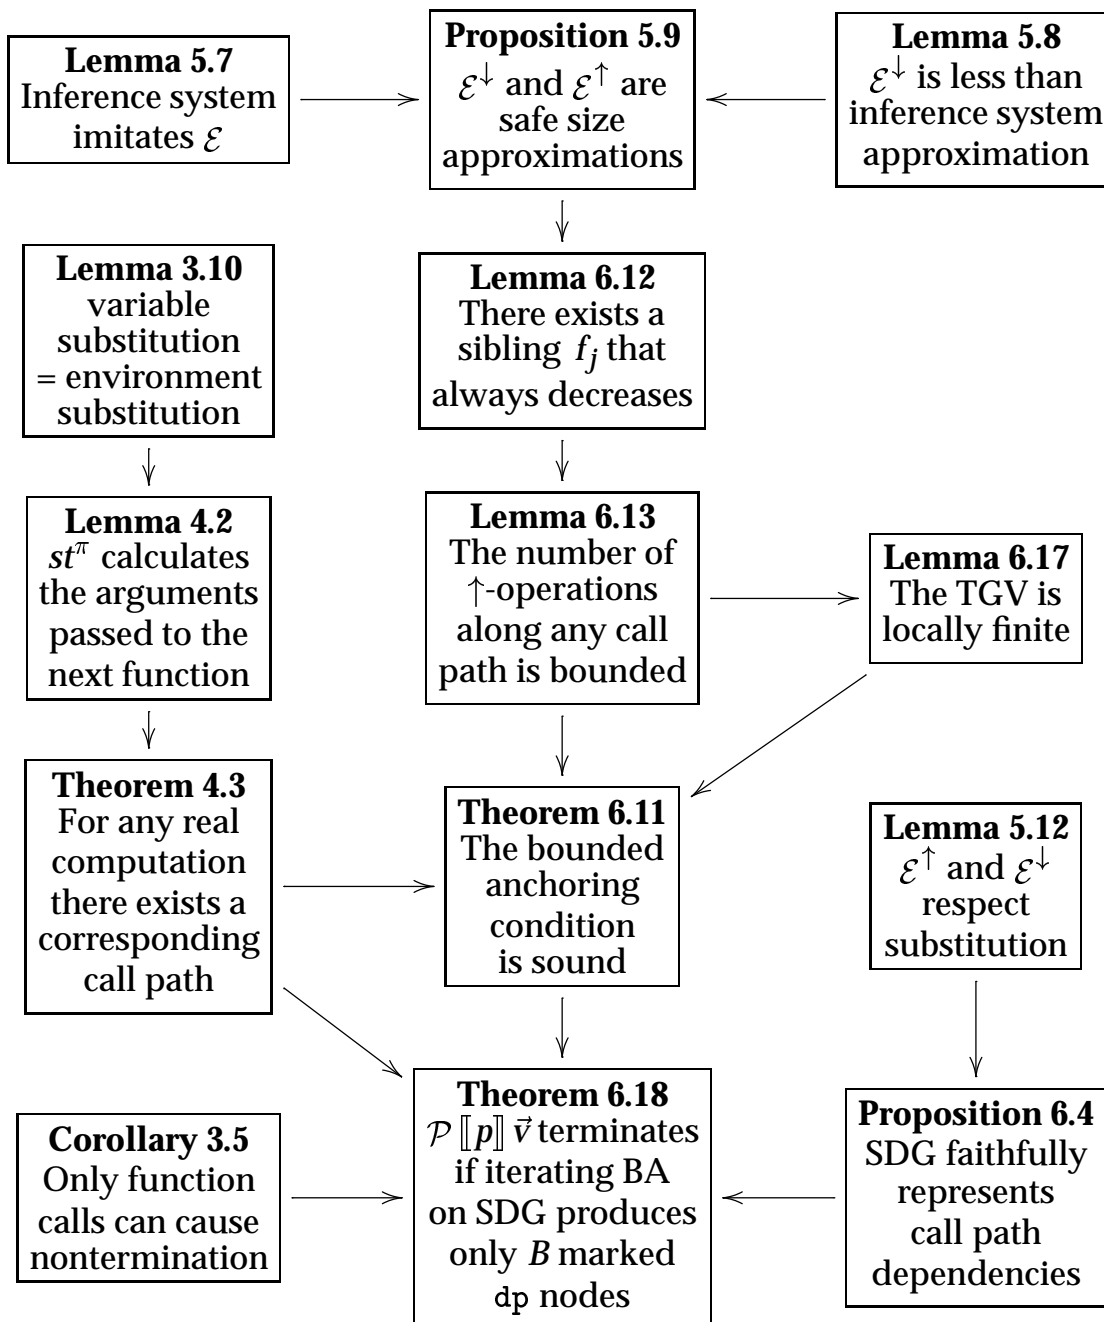 Lemma 5.7
Inference system
imitates ℰ
Proposition 5.9
ℰ↓ and ℰ↑ are
safe size
approximations
Lemma 5.8
ℰ↓ is less than
inference system
approximation
Lemma 3.10
variable
substitution
= environment
substitution
Lemma 6.12
There exists a
sibling f_j that
always decreases
Lemma 4.2
st^π calculates
the arguments
passed to the
next function
Lemma 6.13
The number of
↑-operations
along any call
path is bounded
Lemma 6.17
The TGV is
locally finite
Theorem 4.3
For any real
computation
there exists a
corresponding
call path
Theorem 6.11
The bounded
anchoring
condition
is sound
Lemma 5.12
ℰ↑ and ℰ↓
respect
substitution
Corollary 3.5
Only function
calls can cause
nontermination
Theorem 6.18
𝒫 ⟦p⟧ v⃗ terminates
if iterating BA
on SDG produces
only B marked
dp nodes
Proposition 6.4
SDG faithfully
represents
call path
dependencies